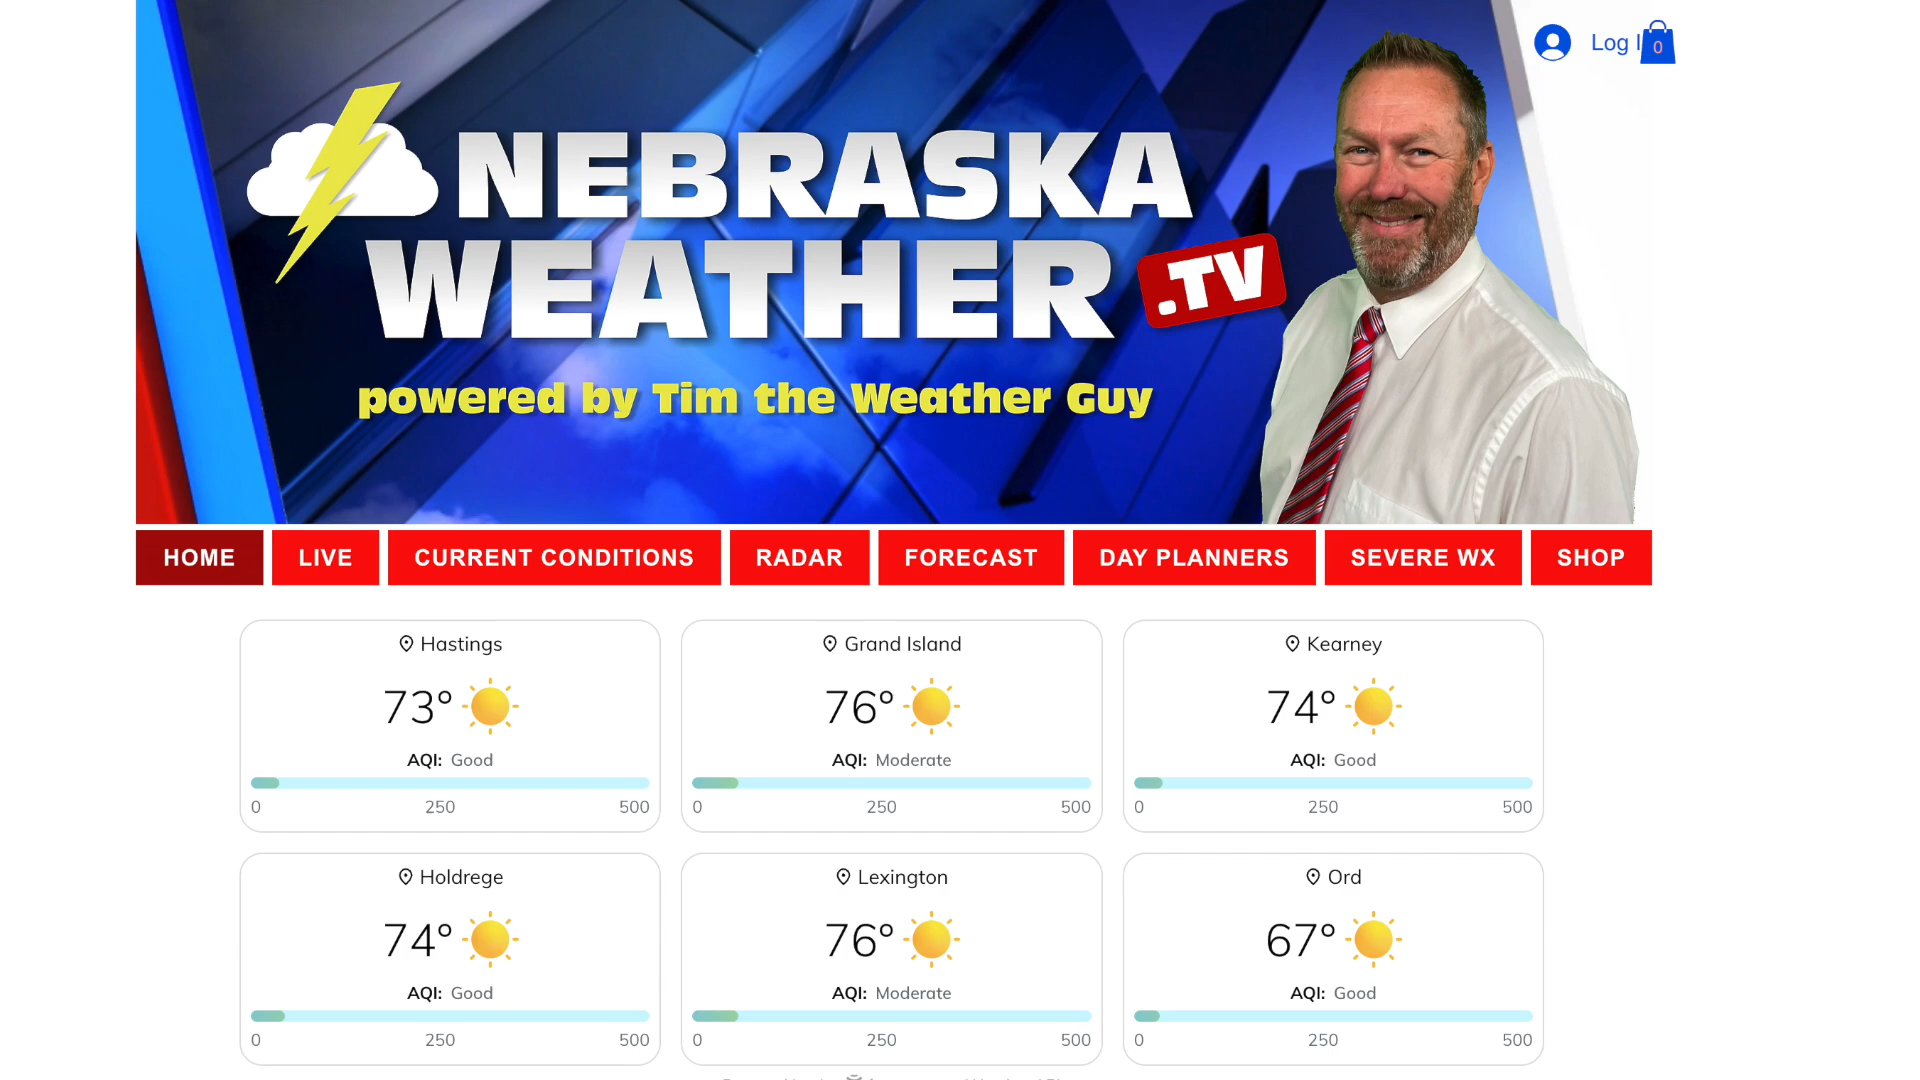 Log I
0
NEBRASKA
WEATHER
.TV
powered by Tim the Weather Guy
HOME LIVE CURRENT CONDITIONS RADAR FORECAST DAY PLANNERS SEVERE WX SHOP
Hastings
73°
AQI: Good
0 250 500
Grand Island
76°
AQI: Moderate
0 250 500
Kearney
74°
AQI: Good
0 250 500
Holdrege
74°
AQI: Good
0 250 500
Lexington
76°
AQI: Moderate
0 250 500
Ord
67°
AQI: Good
0 250 500